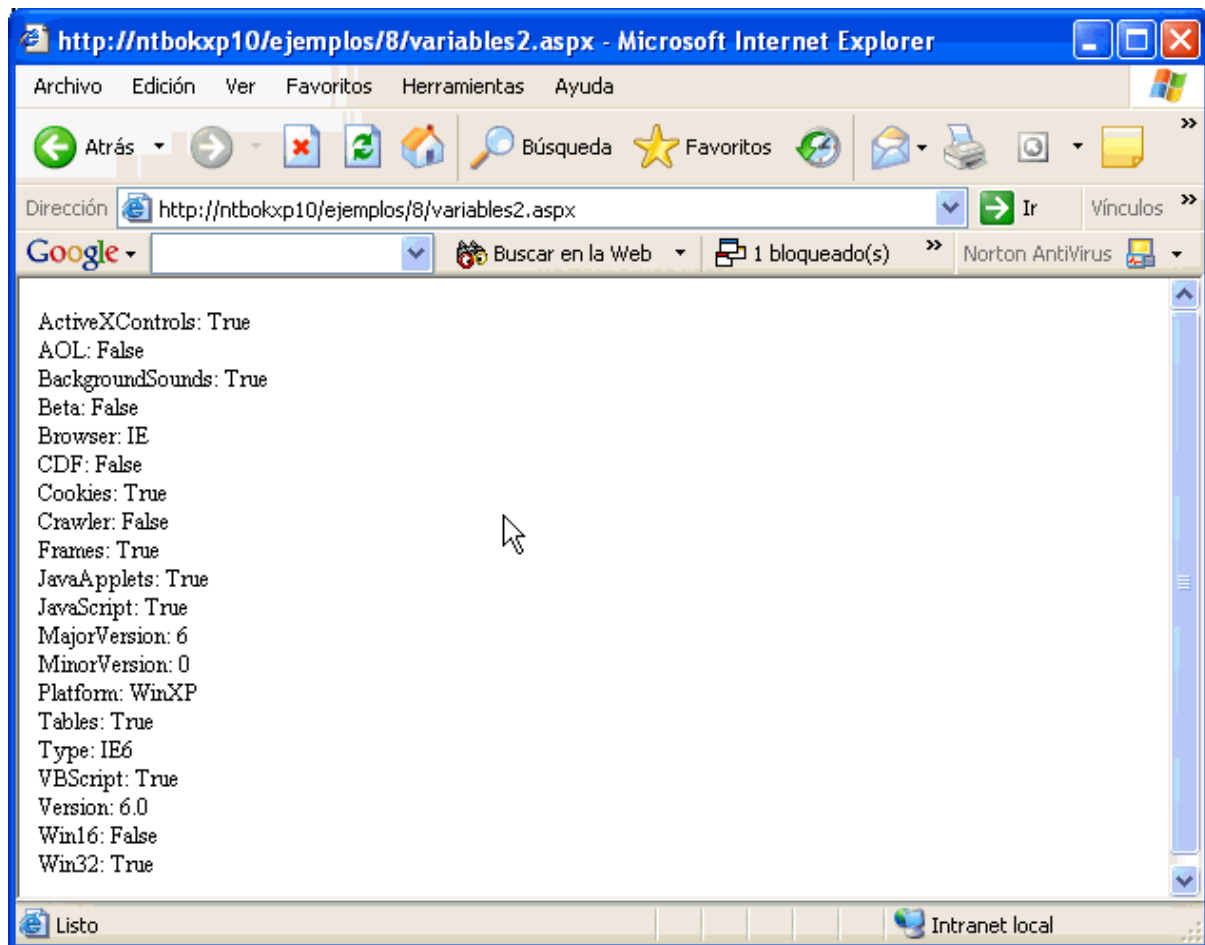 http://ntbokxp10/ejemplos/8/variables2.aspx - Microsoft Internet Explorer
Archivo Edición Ver Favoritos Herramientas Ayuda
Atrás Búsqueda Favoritos »
Dirección http://ntbokxp10/ejemplos/8/variables2.aspx Ir Vínculos »
Google Buscar en la Web 1 bloqueado(s) » Norton AntiVirus
ActiveXControls: True
AOL: False
BackgroundSounds: True
Beta: False
Browser: IE
CDF: False
Cookies: True
Crawler: False
Frames: True
JavaApplets: True
JavaScript: True
MajorVersion: 6
MinorVersion: 0
Platform: WinXP
Tables: True
Type: IE6
VBScript: True
Version: 6.0
Win16: False
Win32: True
Listo Intranet local